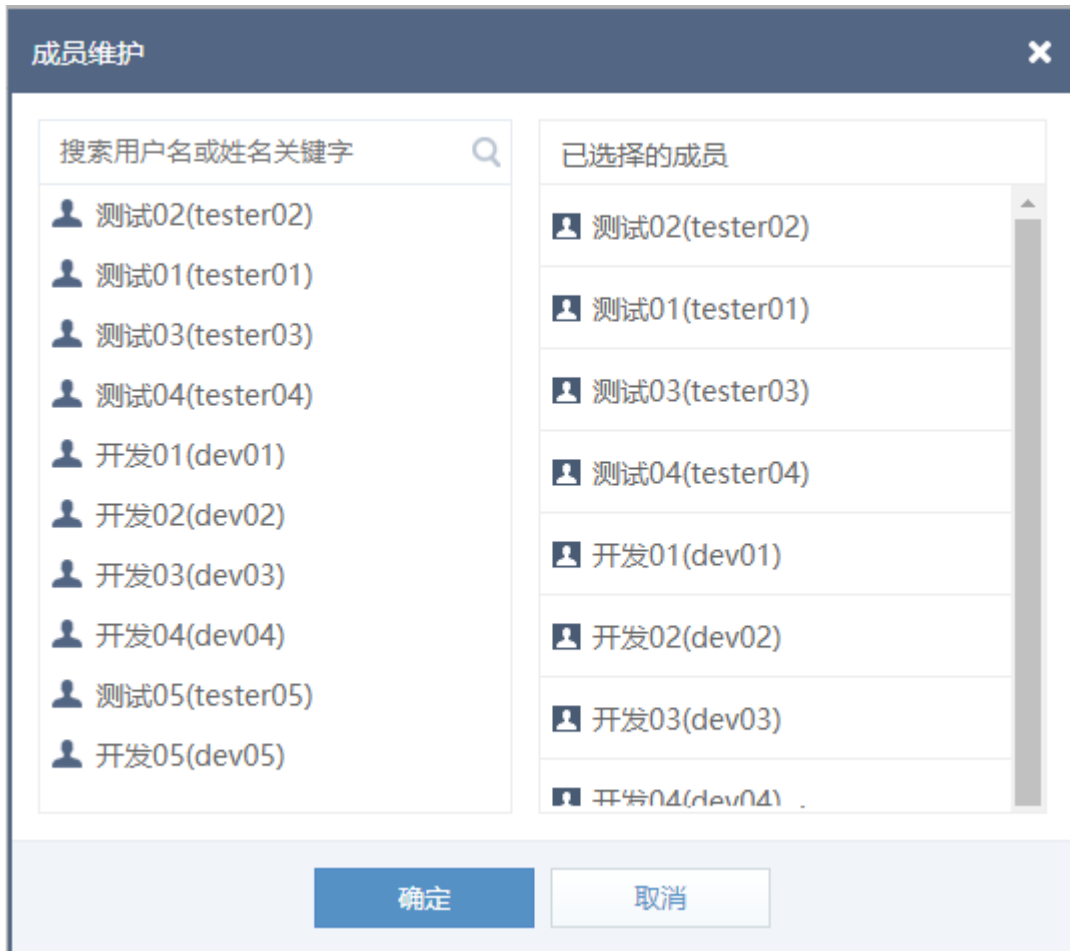 成员维护
搜索用户名或姓名关键字
测试02(tester02)
测试01(tester01)
测试03(tester03)
测试04(tester04)
开发01(dev01)
开发02(dev02)
开发03(dev03)
开发04(dev04)
测试05(tester05)
开发05(dev05)
已选择的成员
测试02(tester02)
测试01(tester01)
测试03(tester03)
测试04(tester04)
开发01(dev01)
开发02(dev02)
开发03(dev03)
开发04(dev04)
确定
取消